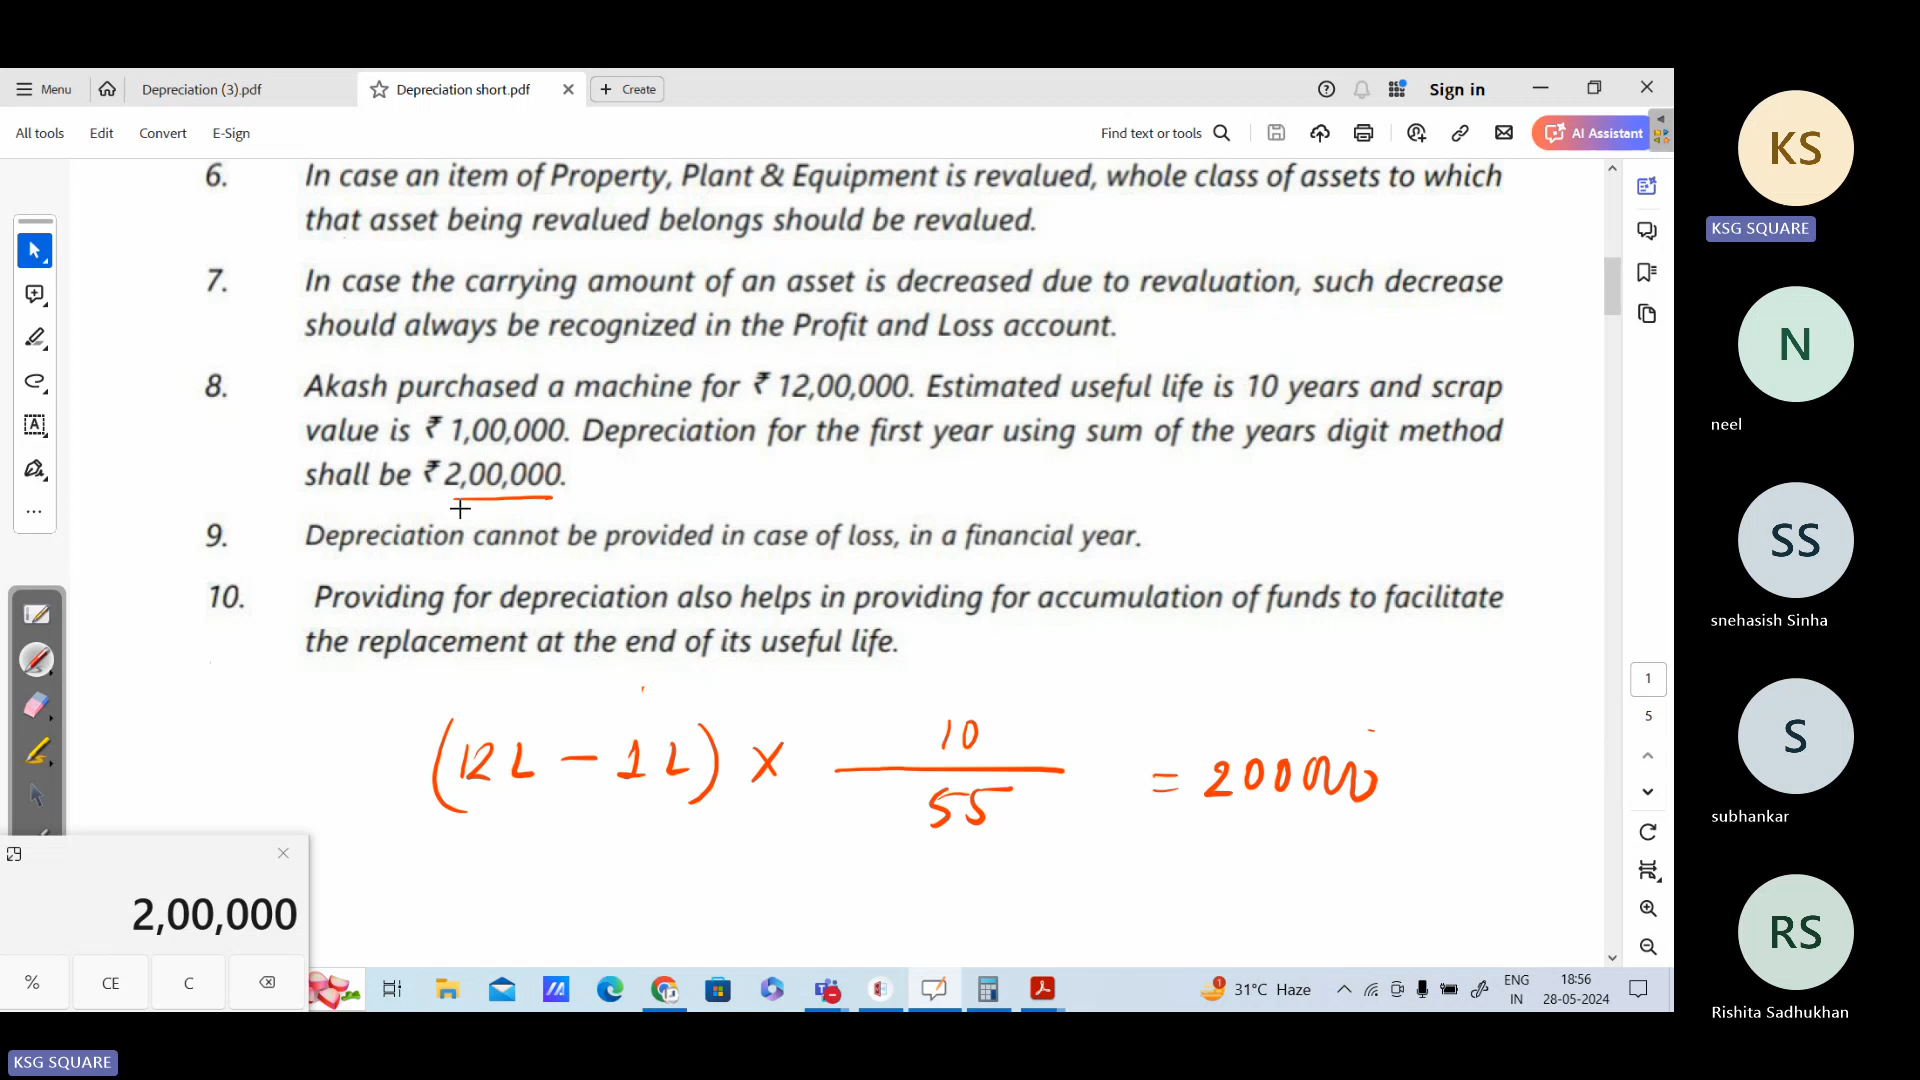 Menu
Depreciation (3).pdf
Depreciation short.pdf
Create
Sign in
All tools
Edit
Convert
E-Sign
Find text or tools
AI Assistant
6. In case an item of Property, Plant & Equipment is revalued, whole class of assets to which
that asset being revalued belongs should be revalued.
7. In case the carrying amount of an asset is decreased due to revaluation, such decrease
should always be recognized in the Profit and Loss account.
8. Akash purchased a machine for ₹ 12,00,000. Estimated useful life is 10 years and scrap
value is ₹ 1,00,000. Depreciation for the first year using sum of the years digit method
shall be ₹ 2,00,000.
9. Depreciation cannot be provided in case of loss, in a financial year.
10. Providing for depreciation also helps in providing for accumulation of funds to facilitate
the replacement at the end of its useful life.
(12 L - 1 L) × 10
55
= 200000
1
5
2,00,000
%
CE
C
31°C Haze
ENG
IN
18:56
28-05-2024
KS
KSG SQUARE
N
neel
SS
snehasish Sinha
S
subhankar
RS
Rishita Sadhukhan
KSG SQUARE